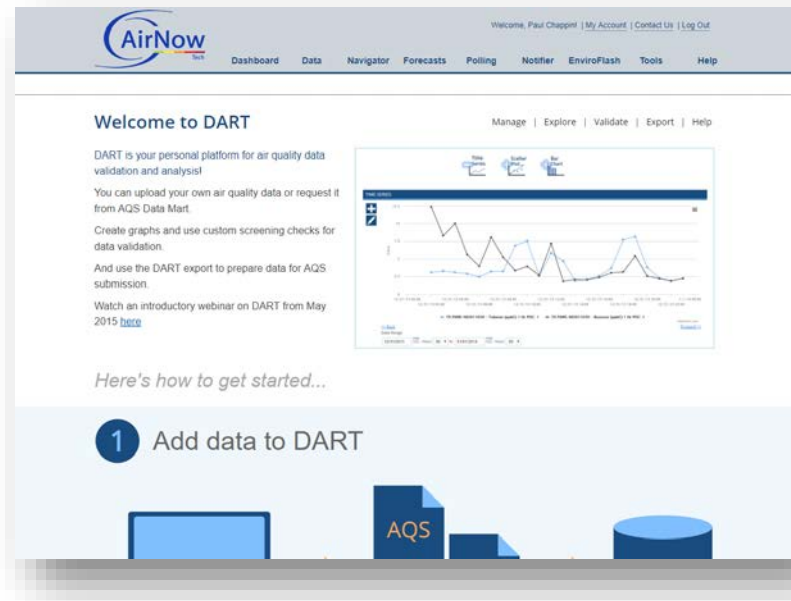 Welcome, Paul Chappinl | My Account | Contact Us | Log Out
AirNow
Tech
Dashboard Data Navigator Forecasts Polling Notifier EnviroFlash Tools Help
Welcome to DART
Manage | Explore | Validate | Export | Help
DART is your personal platform for air quality data
validation and analysis!
You can upload your own air quality data or request it
from AQS Data Mart.
Create graphs and use custom screening checks for
data validation.
And use the DART export to prepare data for AQS
submission.
Watch an introductory webinar on DART from May
2015 here
Time
Series
Scatter
Plot
Bar
Chart
TIME SERIES
Here's how to get started...
1 Add data to DART
AQS